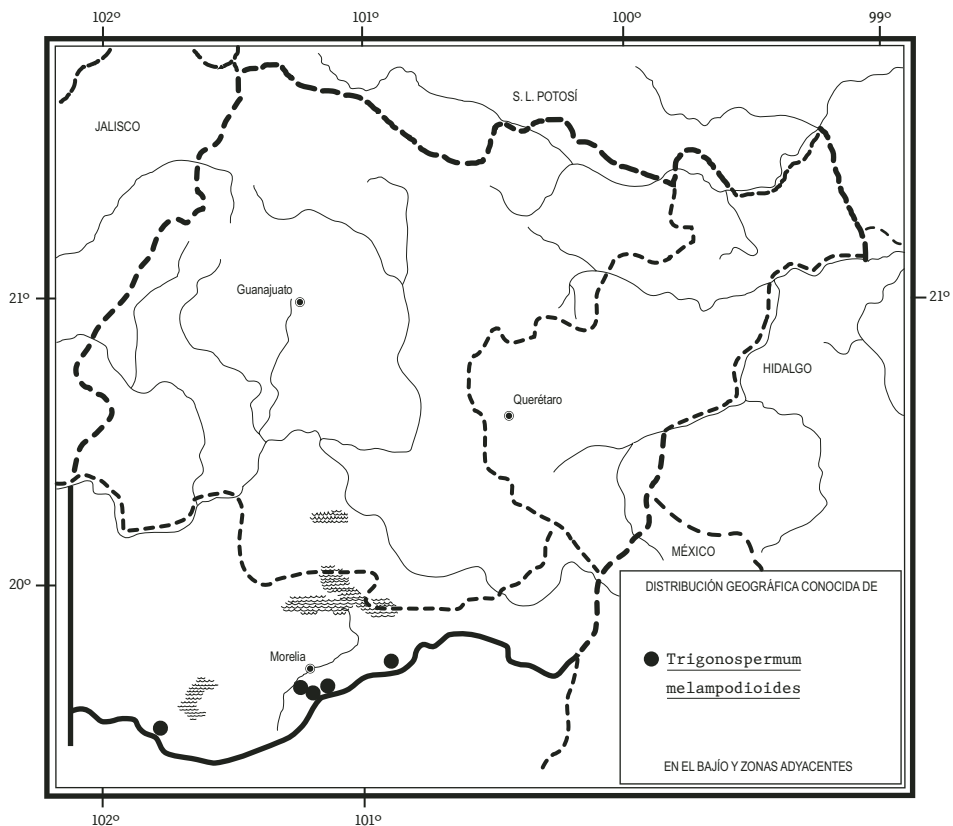 102º 101º 100º 99º
S. L. POTOSÍ
JALISCO
Guanajuato
21º
21º
HIDALGO
Querétaro
MÉXICO
20º
DISTRIBUCIÓN GEOGRÁFICA CONOCIDA DE
Morelia
Trigonospermum
melampodioides
EN EL BAJÍO Y ZONAS ADYACENTES
102º 101º